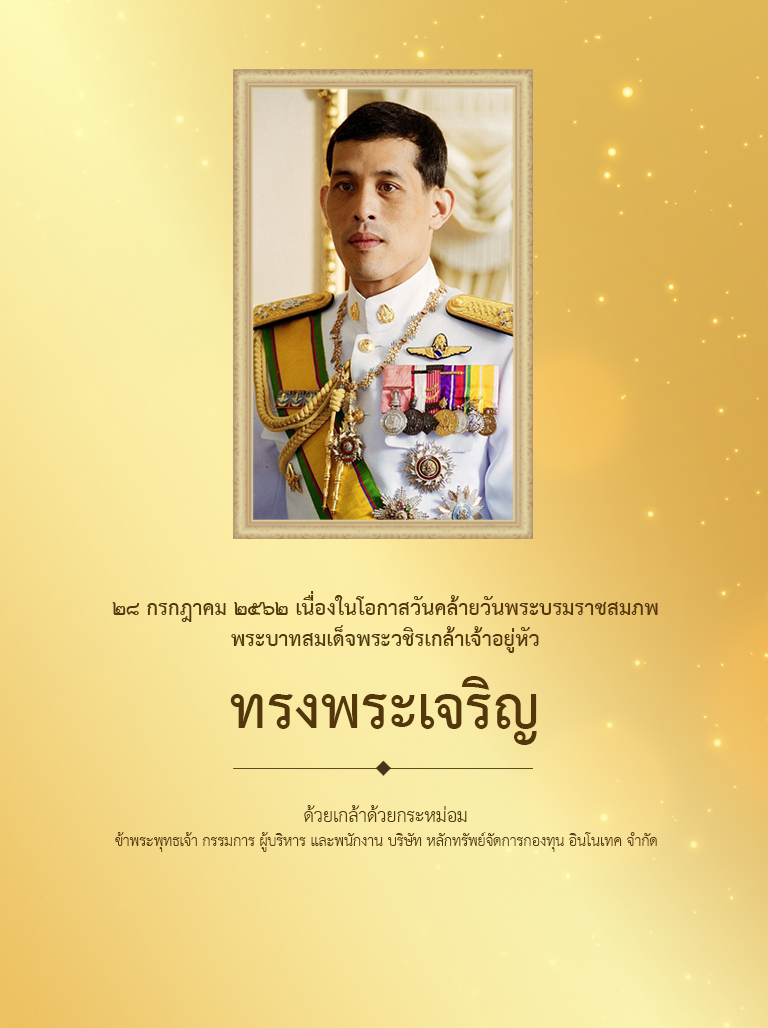 ๒๘ กรกฎาคม ๒๕๖๒ เนื่องในโอกาสวันคล้ายวันพระบรมราชสมภพ
พระบาทสมเด็จพระวชิรเกล้าเจ้าอยู่หัว
ทรงพระเจริญ
ด้วยเกล้าด้วยกระหม่อม
ข้าพระพุทธเจ้า กรรมการ ผู้บริหาร และพนักงาน บริษัท หลักทรัพย์จัดการกองทุน อินโนเทค จำกัด